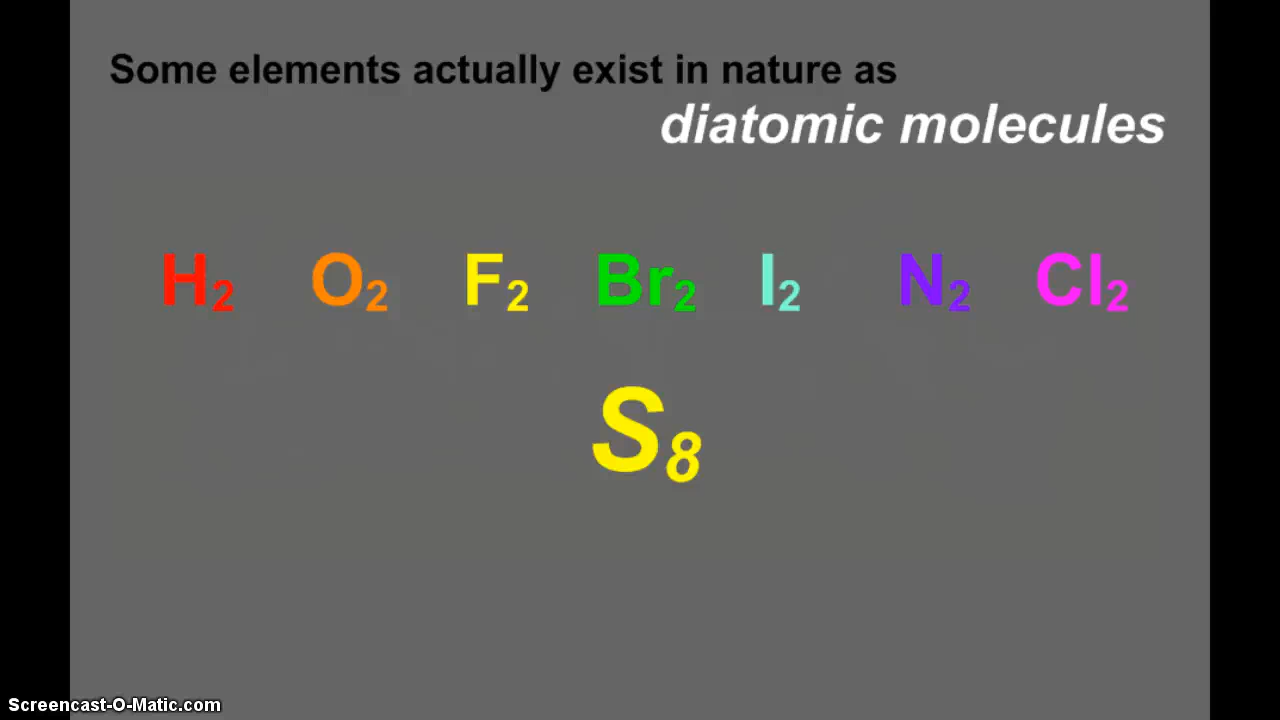 Some elements actually exist in nature as
diatomic molecules
H₂ O₂ F₂ Br₂ I₂ N₂ Cl₂
S₈
Screencast-O-Matic.com